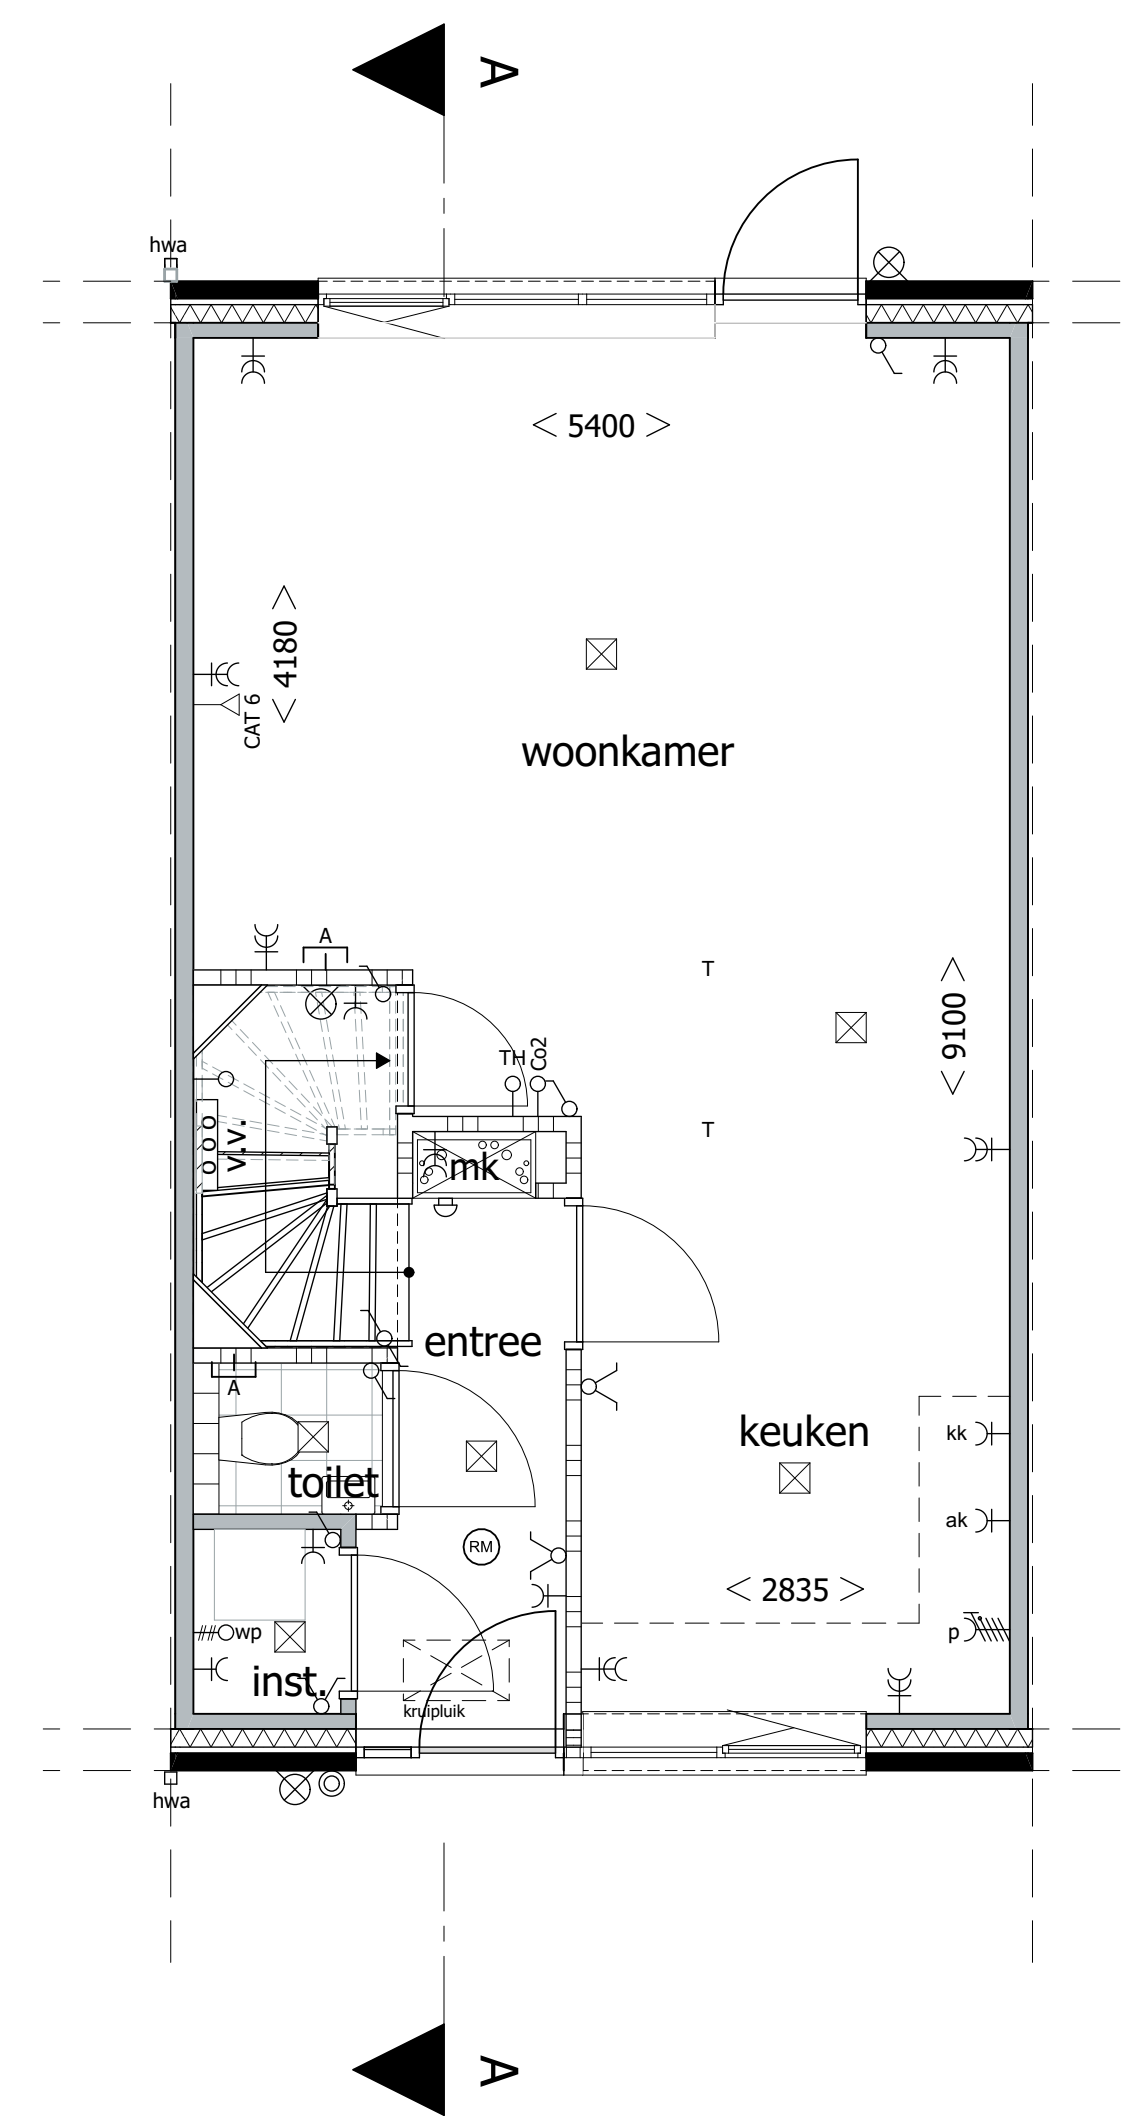 A
hwa
< 5400 >
< 4180 >
CAT 6
woonkamer
A
T
< 9100 >
TH
Co2
T
v.v.
mk
entree
A
keuken
kk
toilet
ak
RM
< 2835 >
wp
p
inst.
kruipluik
hwa
A